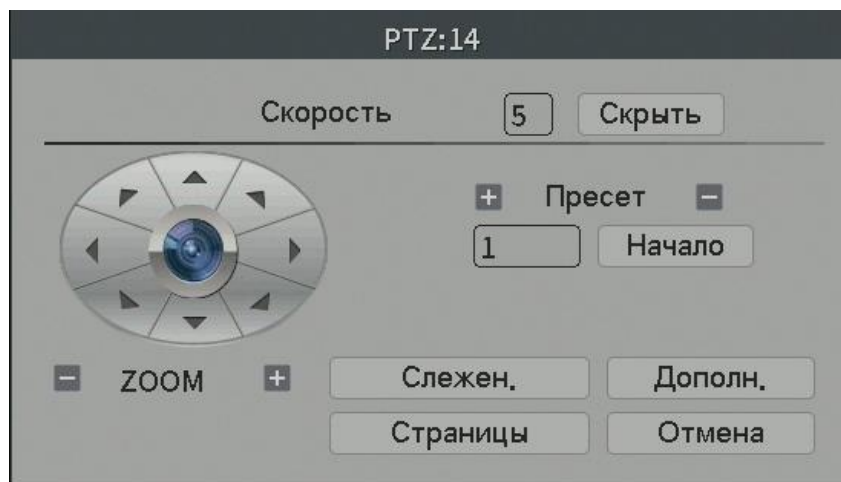 PTZ:14
Скорость 5 Скрыть
+ Пресет -
1 Начало
- ZOOM + Слежен. Дополн.
Страницы Отмена